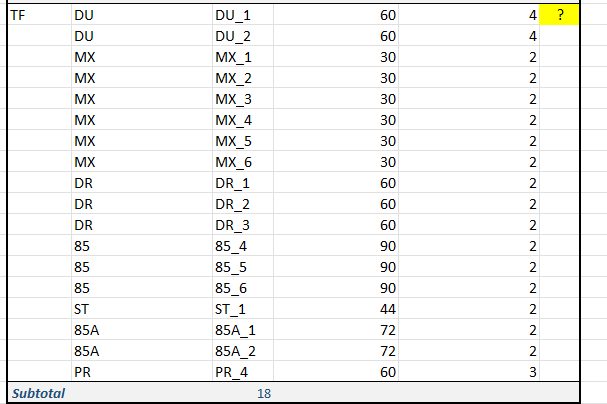 TF DU DU_1 60 4 ?
DU DU_2 60 4
MX MX_1 30 2
MX MX_2 30 2
MX MX_3 30 2
MX MX_4 30 2
MX MX_5 30 2
MX MX_6 30 2
DR DR_1 60 2
DR DR_2 60 2
DR DR_3 60 2
85 85_4 90 2
85 85_5 90 2
85 85_6 90 2
ST ST_1 44 2
85A 85A_1 72 2
85A 85A_2 72 2
PR PR_4 60 3
Subtotal 18